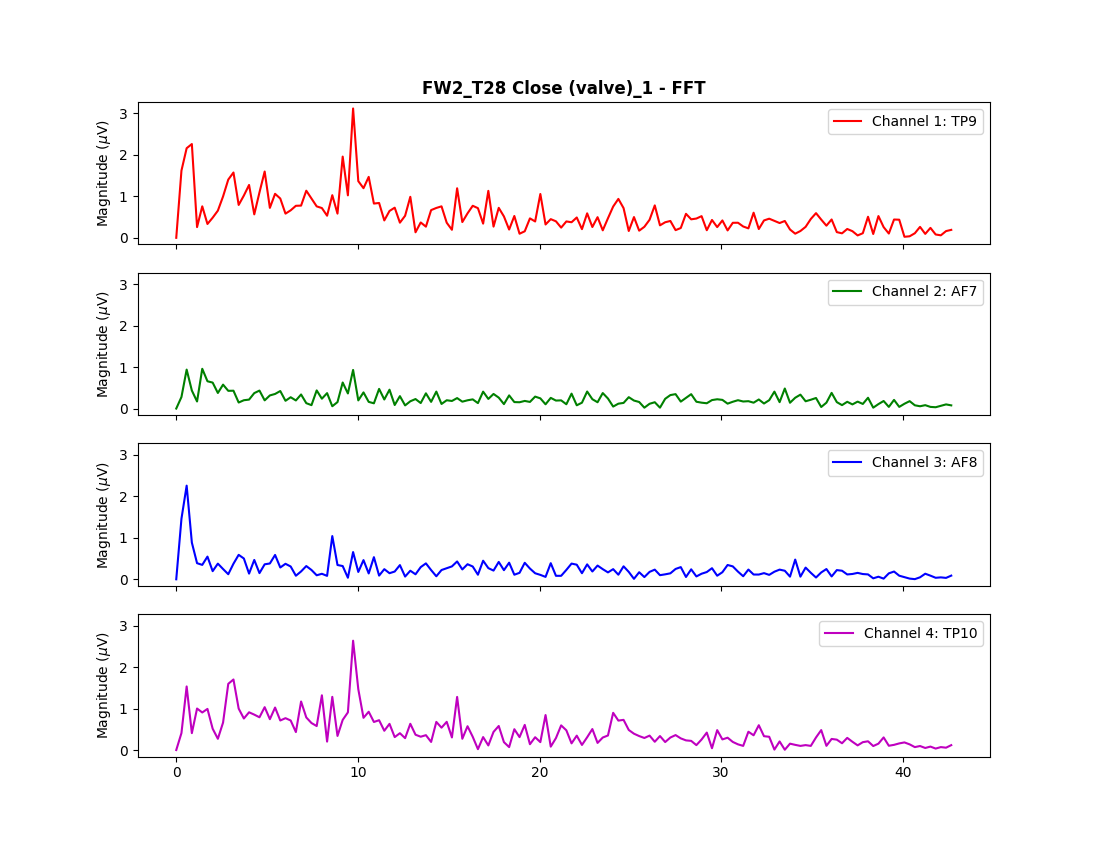 FW2_T28 Close (valve)_1 - FFT
Channel 1: TP9
Magnitude (μV)
3
2
1
0
Channel 2: AF7
Magnitude (μV)
3
2
1
0
Channel 3: AF8
Magnitude (μV)
3
2
1
0
Channel 4: TP10
Magnitude (μV)
3
2
1
0
0 10 20 30 40